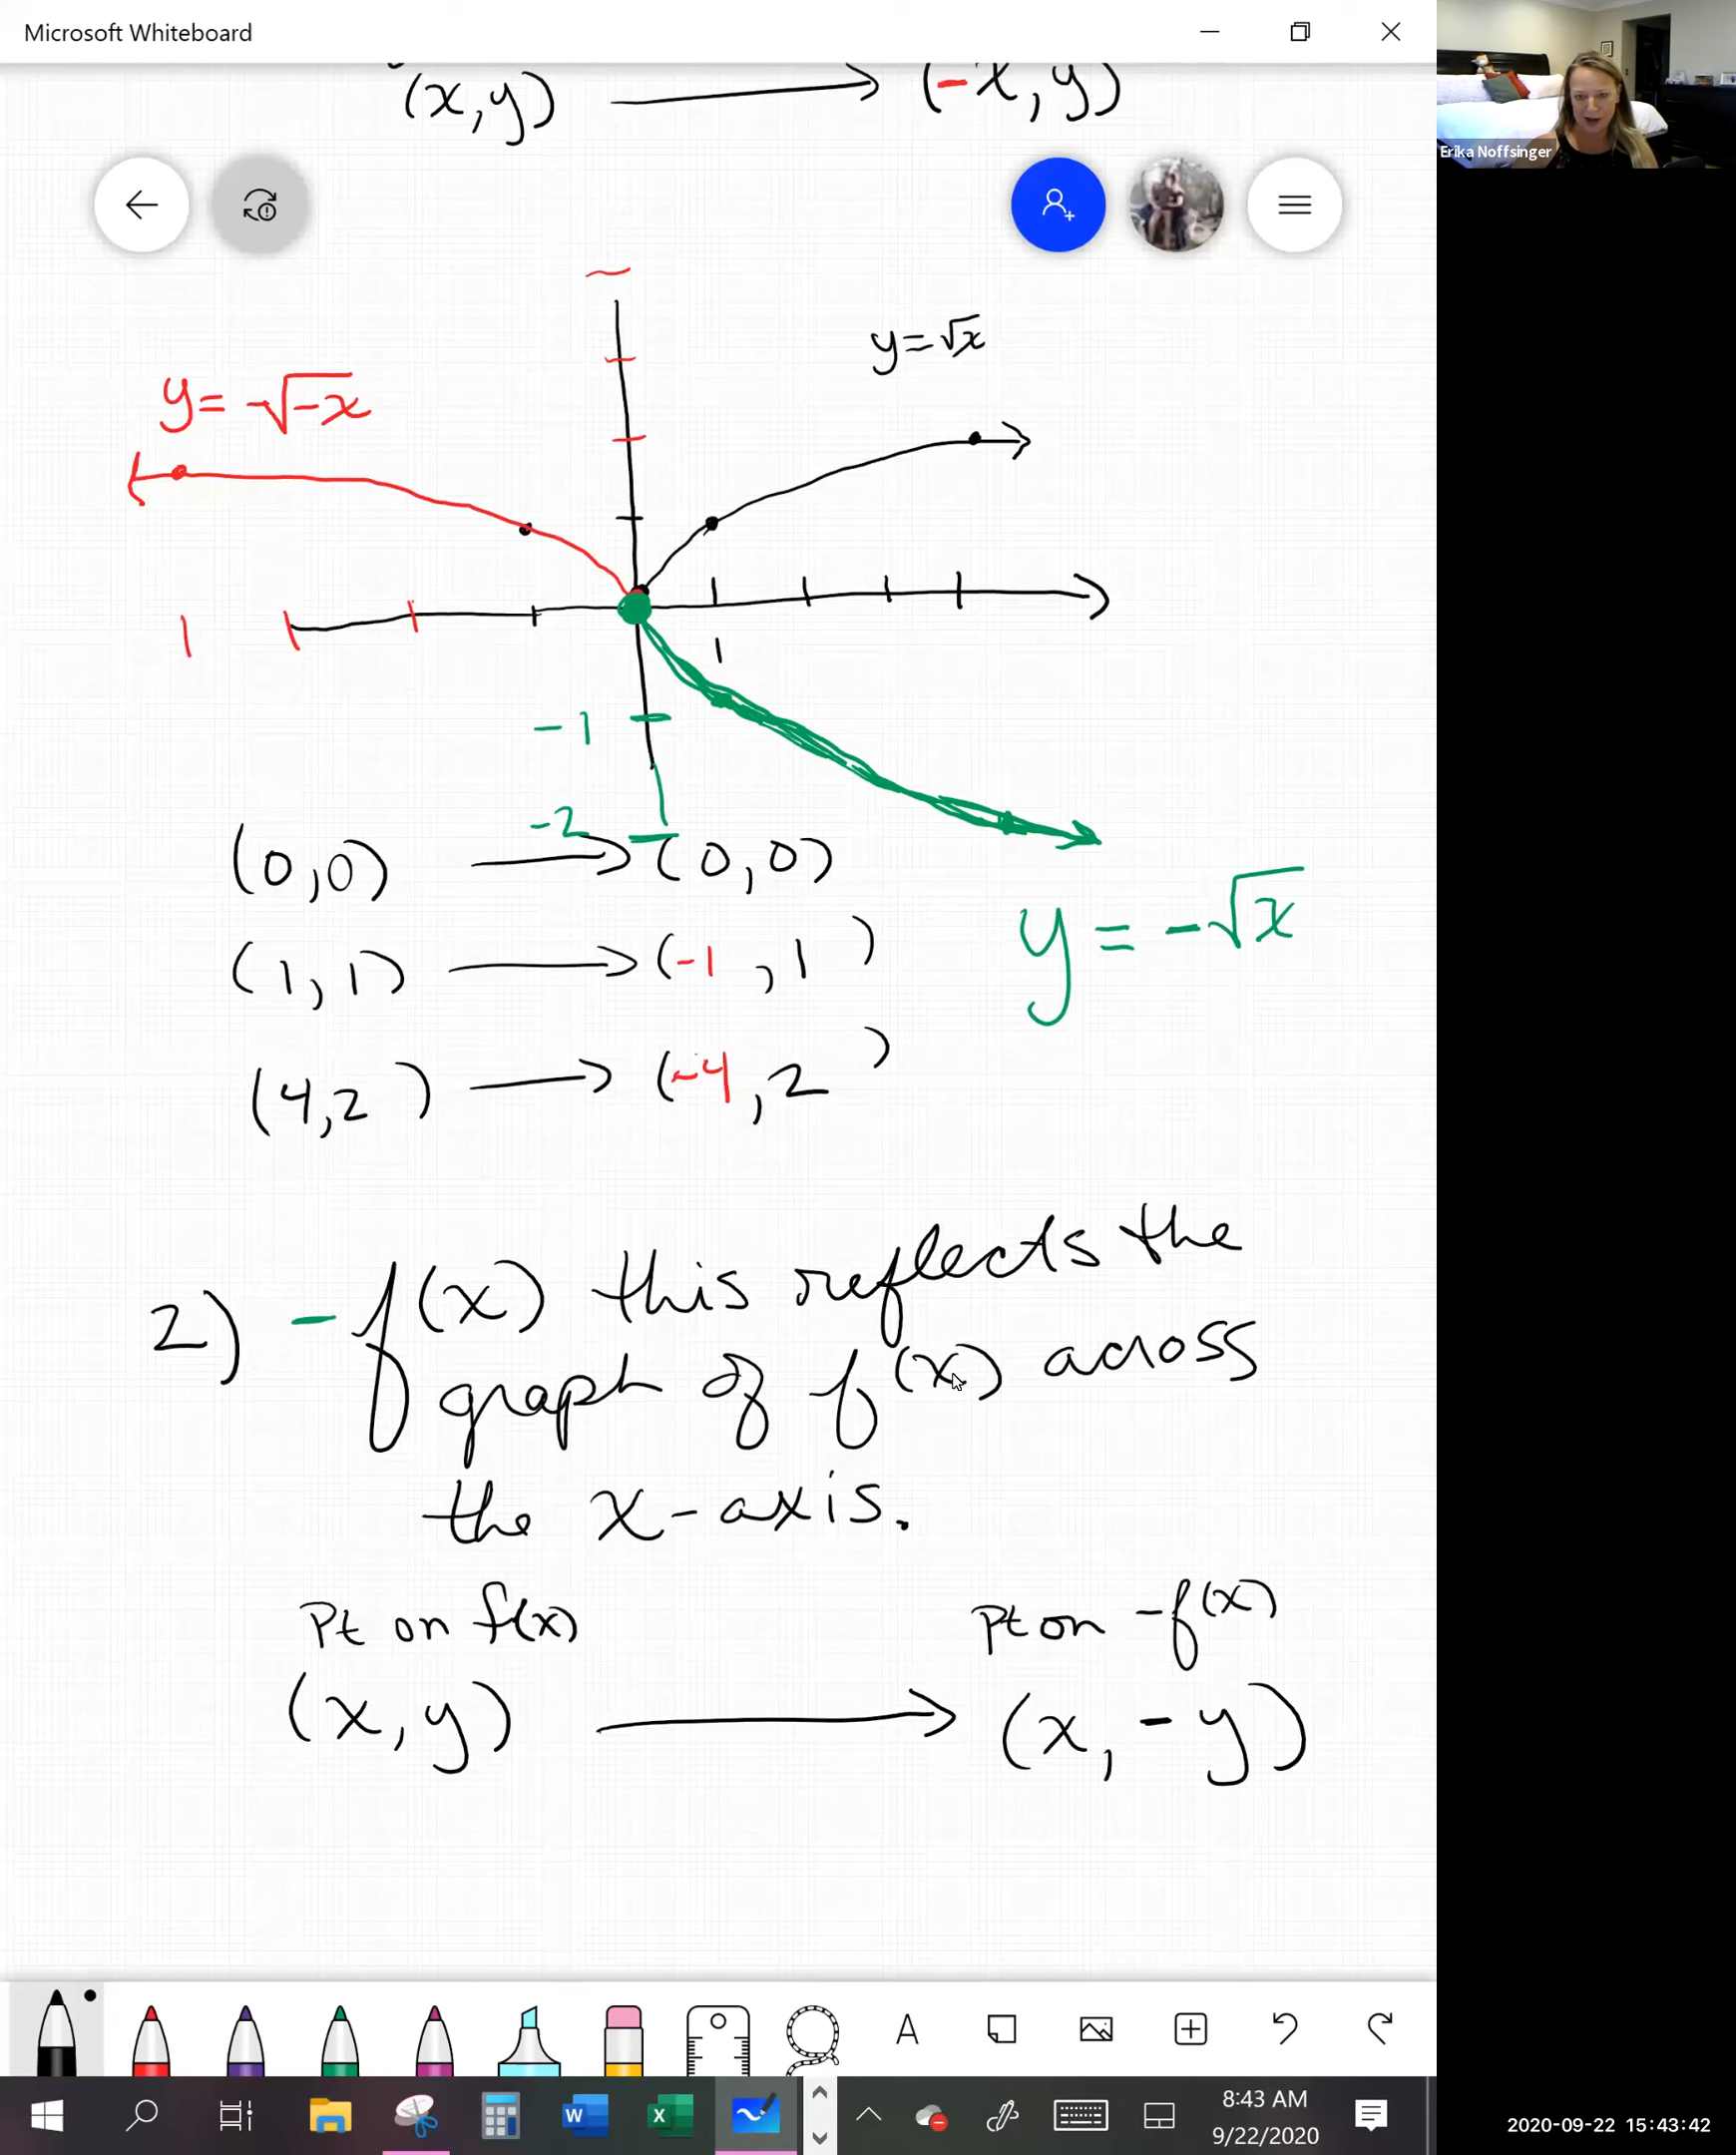 Microsoft Whiteboard
(x,y) → (-x,y)
Erika Noffsinger
y=√x
y= -√-x
1
-1
-2
(0,0) → (0,0)
y = -√x
(1,1) → (-1,1)
(4,2) → (-4,2)
2) -f(x) this reflects the
graph of f(x) across
the x-axis.
Pt on f(x) Pt on -f(x)
(x,y) → (x,-y)
A
8:43 AM
9/22/2020
2020-09-22 15:43:42